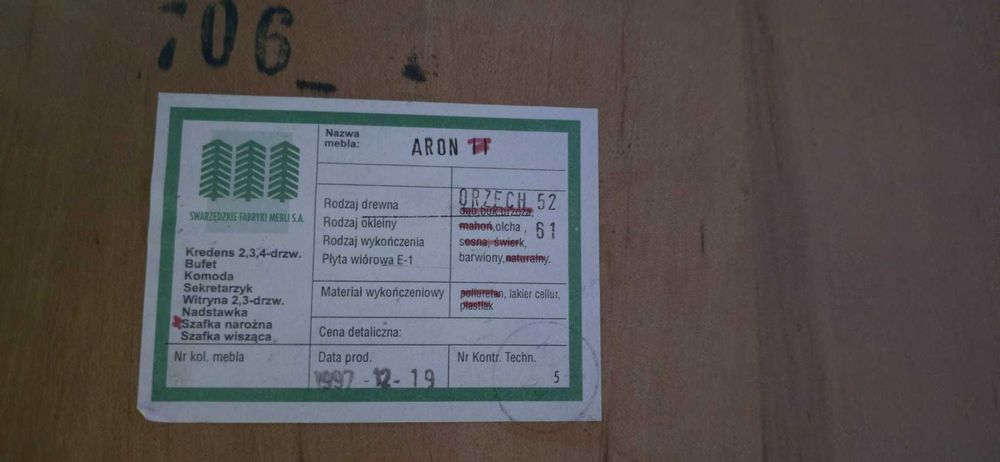 706_
Nazwa
mebla:
ARON
SWARZĘDZKIE FABRYKI MEBLI S.A.
Kredens 2,3,4-drzw.
Bufet
Komoda
Sekretarzyk
Witryna 2,3-drzw.
Nadstawka
Szafka narożna
Szafka wisząca
Rodzaj drewna
ORZECH 52
dąb,buk,brzoza,
Rodzaj okleiny
mahoń,olcha, 61
Rodzaj wykończenia
sosna, świerk,
Płyta wiórowa E-1
barwiony,naturalny.
Materiał wykończeniowy
poliuretan, lakier cellur,
plastlak
Cena detaliczna:
Nr kol. mebla
Data prod.
1997-12-19
Nr Kontr. Techn.
5